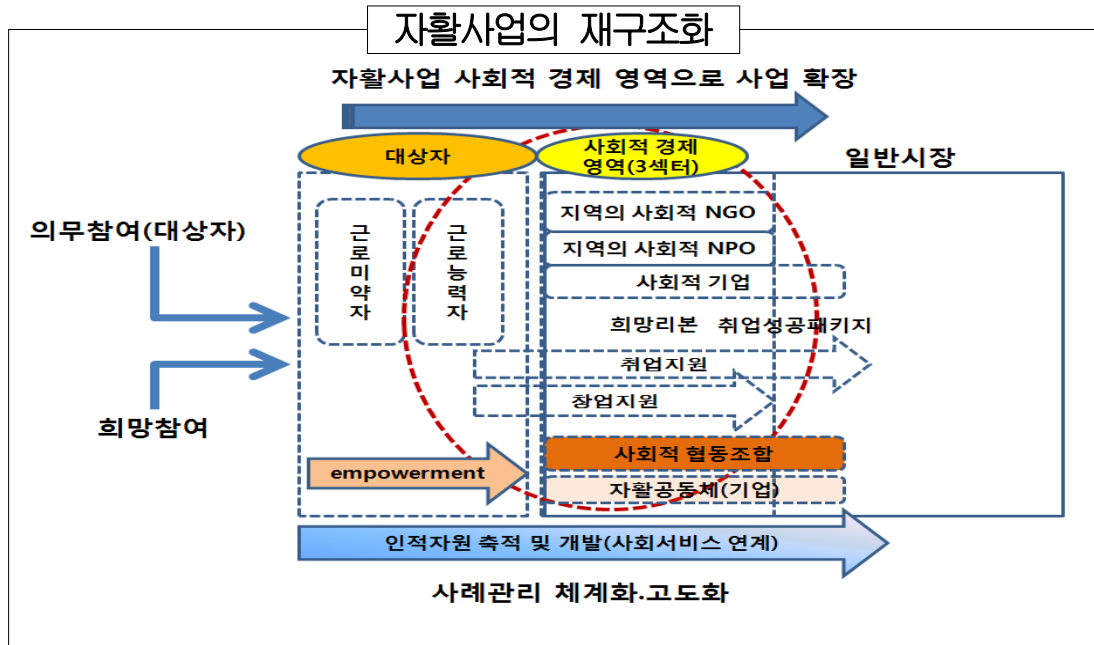 자활사업의 재구조화
자활사업 사회적 경제 영역으로 사업 확장
대상자
사회적 경제
영역(3섹터)
일반시장
의무참여(대상자)
희망참여
근로미약자
근로능력자
지역의 사회적 NGO
지역의 사회적 NPO
사회적 기업
희망리본 취업성공패키지
취업지원
창업지원
empowerment
사회적 협동조합
자활공동체(기업)
인적자원 축적 및 개발(사회서비스 연계)
사례관리 체계화.고도화